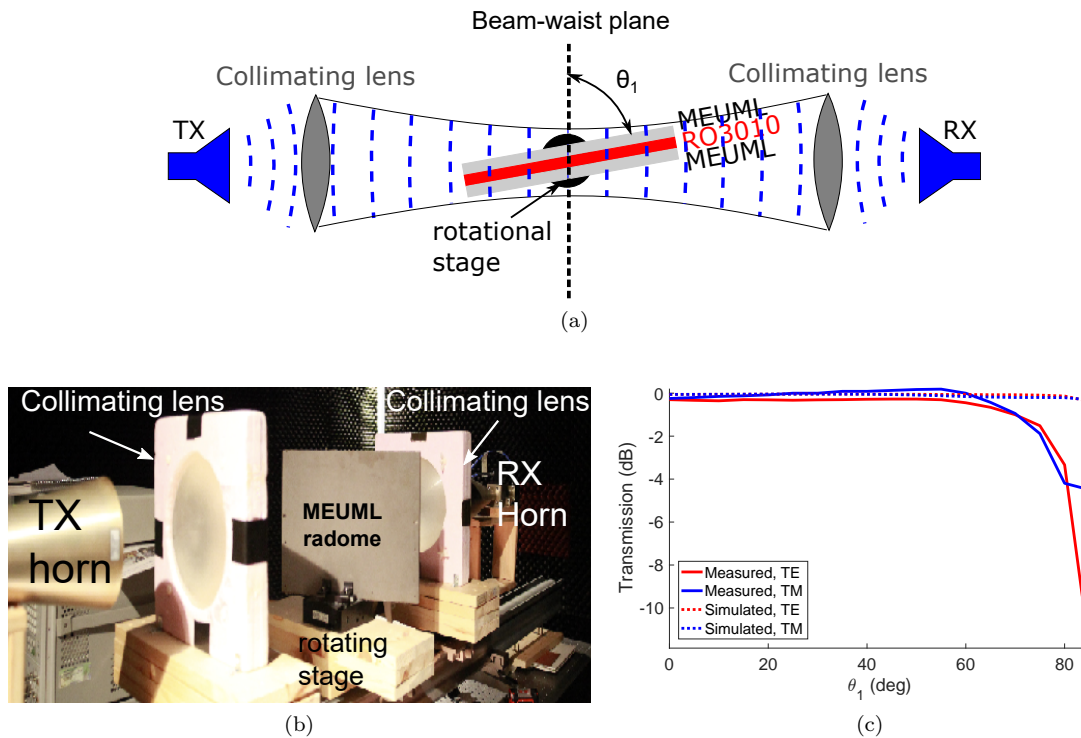 Beam-waist plane
Collimating lens
θ1
Collimating lens
TX
MEUML
RO3010
MEUML
RX
rotational
stage
(a)
Collimating lens
Collimating lens
TX
horn
MEUML
radome
RX
Horn
rotating
stage
(b)
Transmission (dB)
0
-2
-4
-6
-8
-10
Measured, TE
Measured, TM
Simulated, TE
Simulated, TM
0 20 40 60 80
θ1 (deg)
(c)